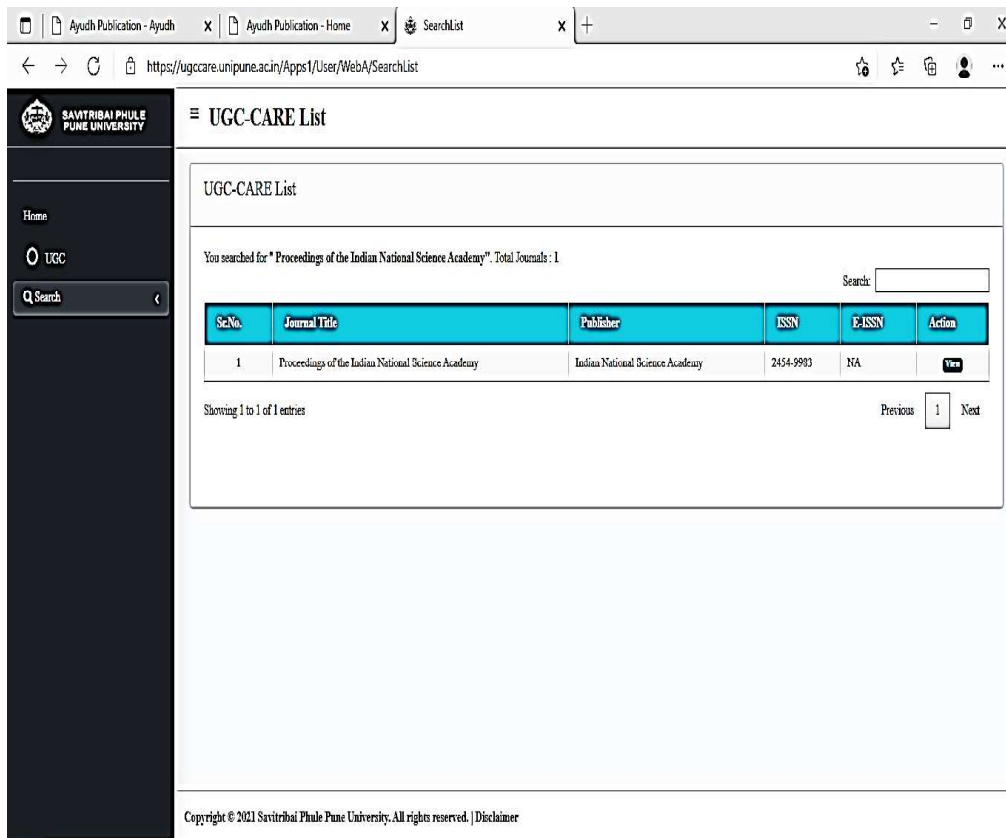 Ayudh Publication - Ayudh
Ayudh Publication - Home
SearchList
https://ugccare.unipune.ac.in/Apps1/User/WebA/SearchList
SAVITRIBAI PHULE
PUNE UNIVERSITY
UGC-CARE List
Home
UGC
Search
UGC-CARE List
You searched for " Proceedings of the Indian National Science Academy". Total Journals : 1
Search:
Sr.No. Journal Title Publisher ISSN E-ISSN Action
1 Proceedings of the Indian National Science Academy Indian National Science Academy 2454-9983 NA View
Showing 1 to 1 of 1 entries
Previous 1 Next
Copyright © 2021 Savitribai Phule Pune University. All rights reserved. | Disclaimer